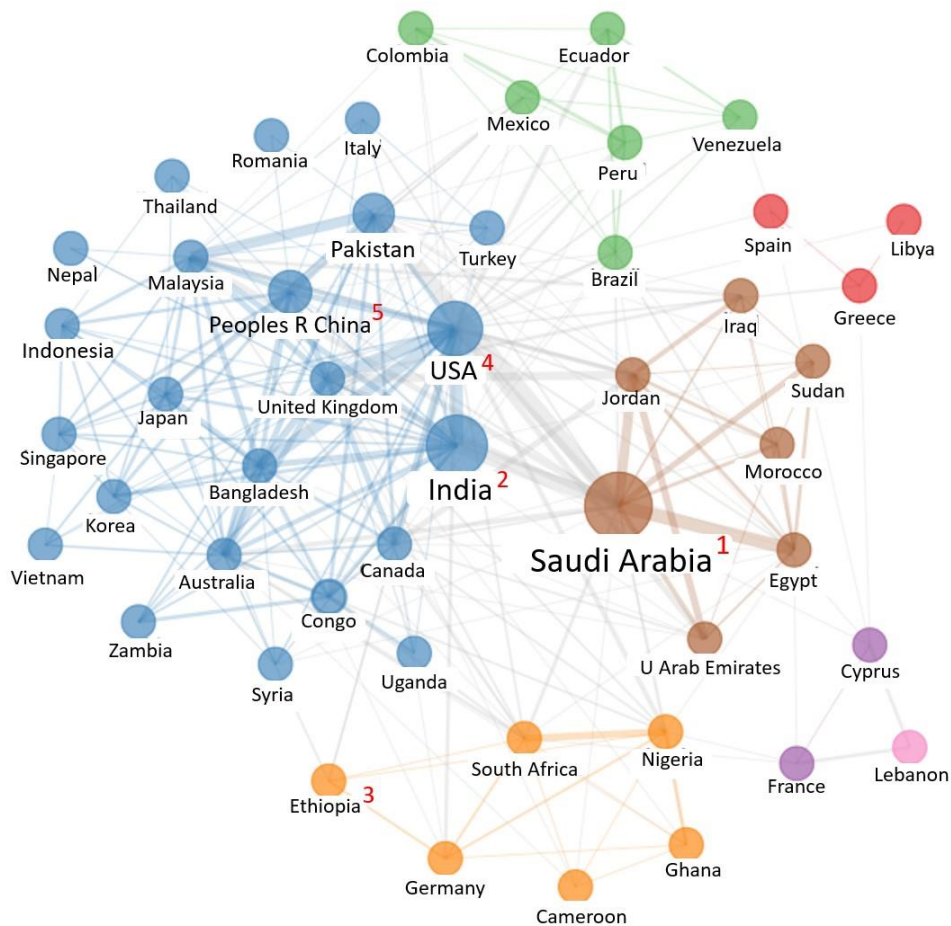 Colombia
Ecuador
Mexico
Venezuela
Romania
Italy
Peru
Thailand
Pakistan
Turkey
Spain
Libya
Nepal
Malaysia
Brazil
Peoples R China 5
Iraq
Greece
Indonesia
USA 4
United Kingdom
Jordan
Sudan
Japan
Singapore
Bangladesh
India 2
Morocco
Korea
Saudi Arabia 1
Vietnam
Australia
Canada
Egypt
Congo
Zambia
Syria
Uganda
U Arab Emirates
Cyprus
South Africa
Nigeria
France
Lebanon
Ethiopia 3
Germany
Ghana
Cameroon